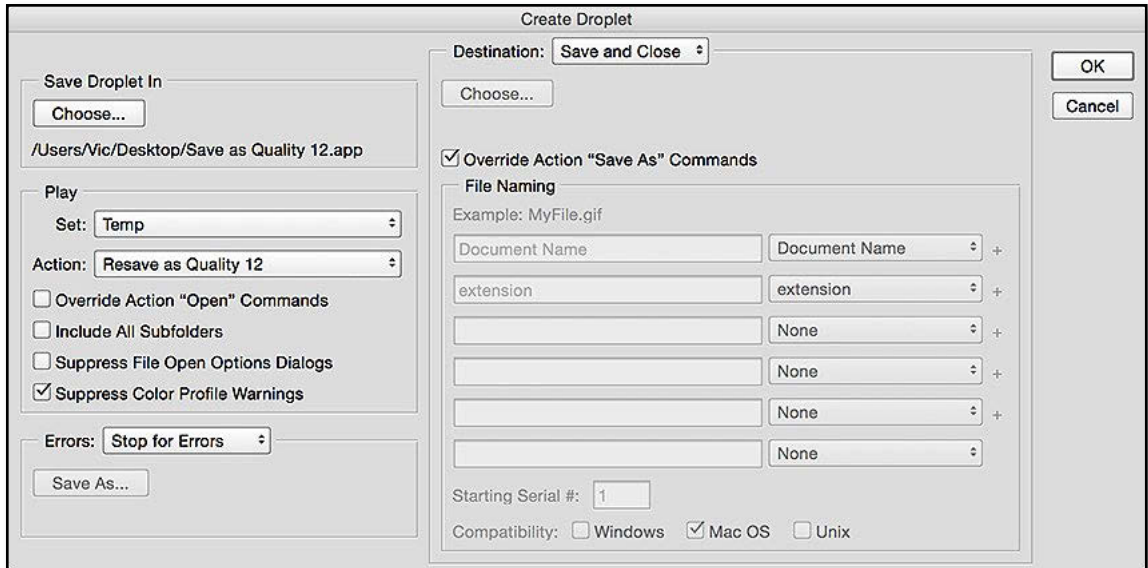 Create Droplet
Save Droplet In
Choose...
/Users/Vic/Desktop/Save as Quality 12.app
Play
Set: Temp
Action: Resave as Quality 12
Override Action “Open” Commands
Include All Subfolders
Suppress File Open Options Dialogs
Suppress Color Profile Warnings
Errors: Stop for Errors
Save As...
Destination: Save and Close
Choose...
Override Action “Save As” Commands
File Naming
Example: MyFile.gif
Document Name Document Name +
extension extension +
None +
None +
None +
None
Starting Serial #: 1
Compatibility: Windows Mac OS Unix
OK
Cancel